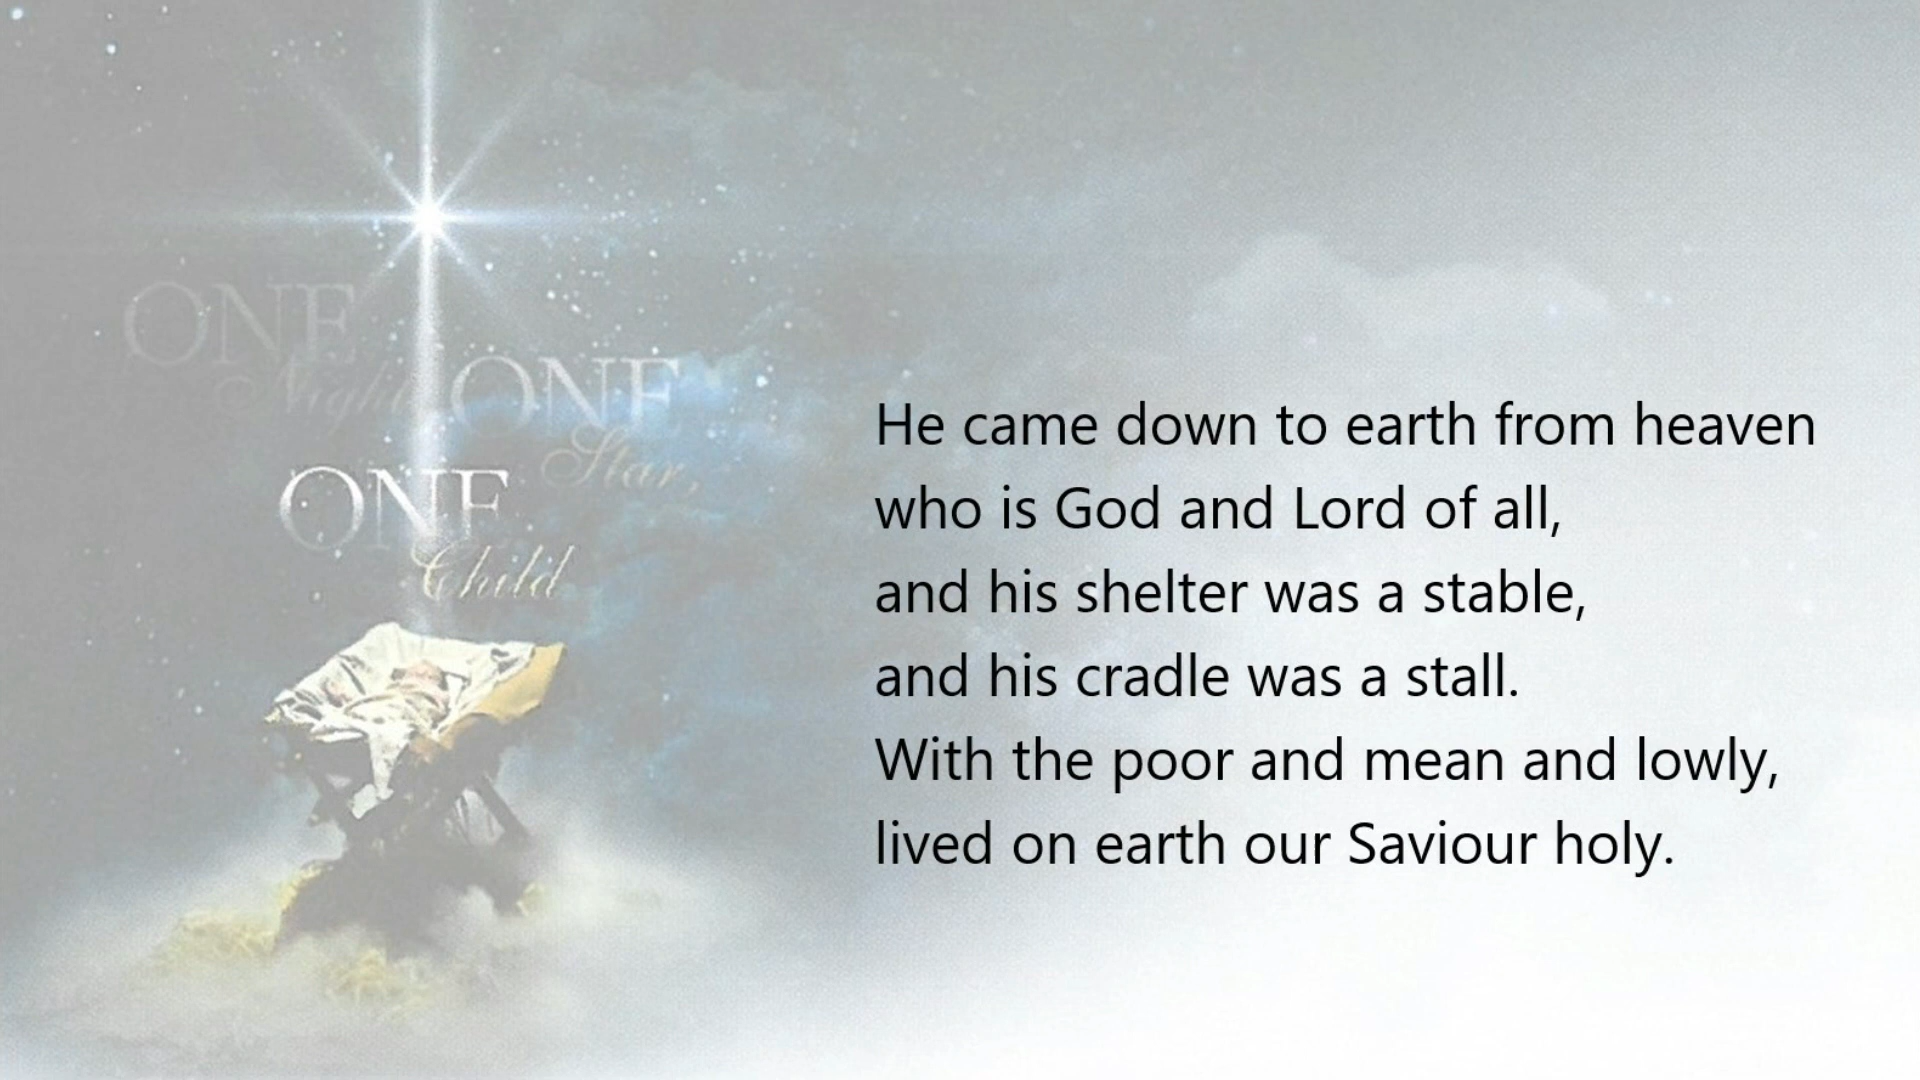 ONE
Night
ONE
Star,
ONE
Child
He came down to earth from heaven
who is God and Lord of all,
and his shelter was a stable,
and his cradle was a stall.
With the poor and mean and lowly,
lived on earth our Saviour holy.